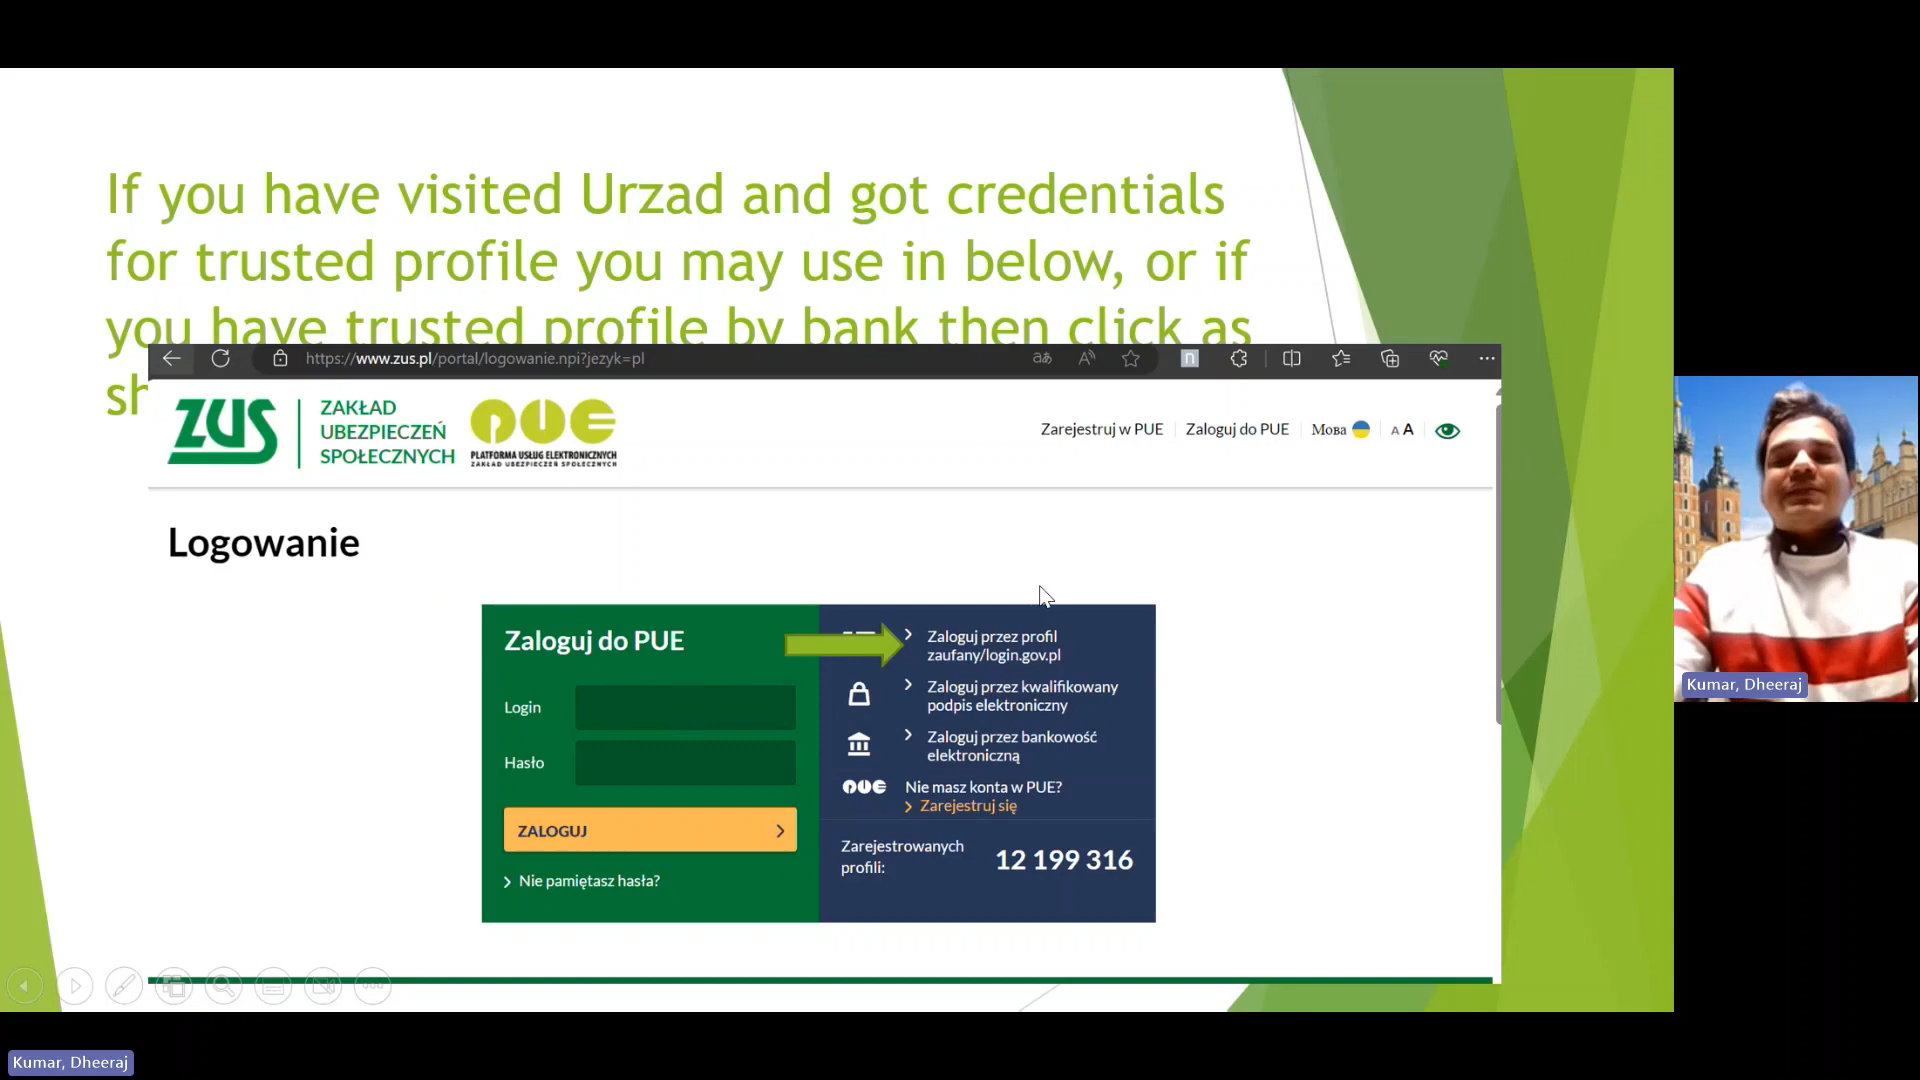 If you have visited Urzad and got credentials
for trusted profile you may use in below, or if
you have trusted profile by bank then click as
sh
https://www.zus.pl/portal/logowanie.npi?jezyk=pl
ZUS
ZAKŁAD
UBEZPIECZEŃ
SPOŁECZNYCH
PUE
PLATFORMA USŁUG ELEKTRONICZNYCH
ZAKŁAD UBEZPIECZEŃ SPOŁECZNYCH
Zarejestruj w PUE Zaloguj do PUE Мова A A
Logowanie
Zaloguj do PUE
Login
Hasło
ZALOGUJ
Nie pamiętasz hasła?
Zaloguj przez profil
zaufany/login.gov.pl
Zaloguj przez kwalifikowany
podpis elektroniczny
Zaloguj przez bankowość
elektroniczną
PUE Nie masz konta w PUE?
Zarejestruj się
Zarejestrowanych
profili:
12 199 316
Kumar, Dheeraj
Kumar, Dheeraj